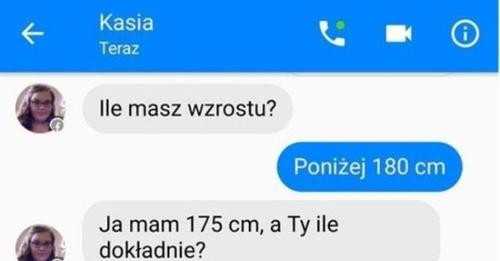 Kasia
Teraz
Ile masz wzrostu?
Poniżej 180 cm
Ja mam 175 cm, a Ty ile
dokładnie?